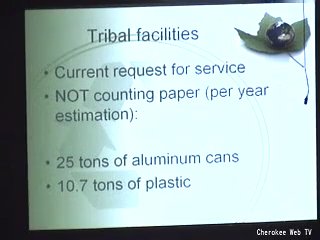 Tribal facilities
• Current request for service
• NOT counting paper (per year
estimation):
• 25 tons of aluminum cans
• 10.7 tons of plastic
Cherokee Web TV